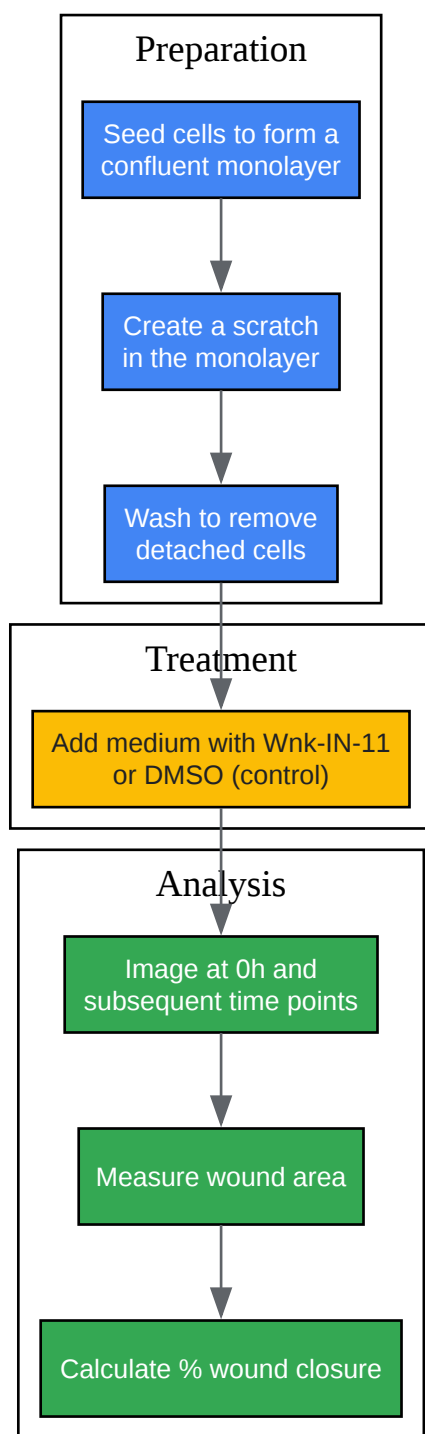 Preparation
Seed cells to form a
confluent monolayer
Create a scratch
in the monolayer
Wash to remove
detached cells
Treatment
Add medium with Wnk-IN-11
or DMSO (control)
Analysis
Image at 0h and
subsequent time points
Measure wound area
Calculate % wound closure